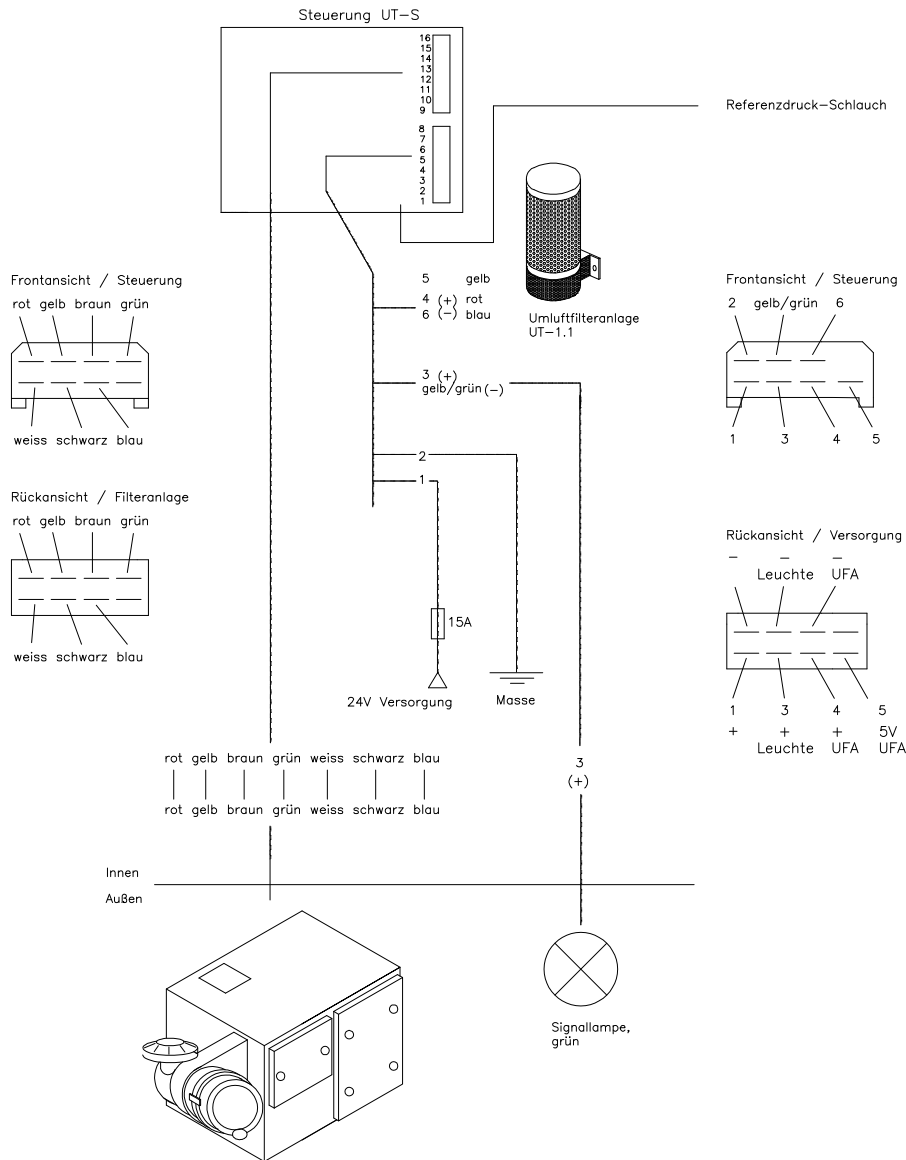 Steuerung UT-S
16
15
14
13
12
11
10
9
8
7
6
5
4
3
2
1
Referenzdruck-Schlauch
Umluftfilteranlage
UT-1.1
5 gelb
4 (+) rot
6 (-) blau
3 (+)
gelb/grün (-)
2
1
15A
24V Versorgung
Masse
Frontansicht / Steuerung
rot gelb braun grün
weiss schwarz blau
Rückansicht / Filteranlage
rot gelb braun grün
weiss schwarz blau
Frontansicht / Steuerung
2 gelb/grün 6
1 3 4 5
Rückansicht / Versorgung
- - -
Leuchte UFA
1 3 4 5
+ + + 5V
Leuchte UFA UFA
rot gelb braun grün weiss schwarz blau
rot gelb braun grün weiss schwarz blau
3
(+)
Innen
Außen
Signallampe,
grün